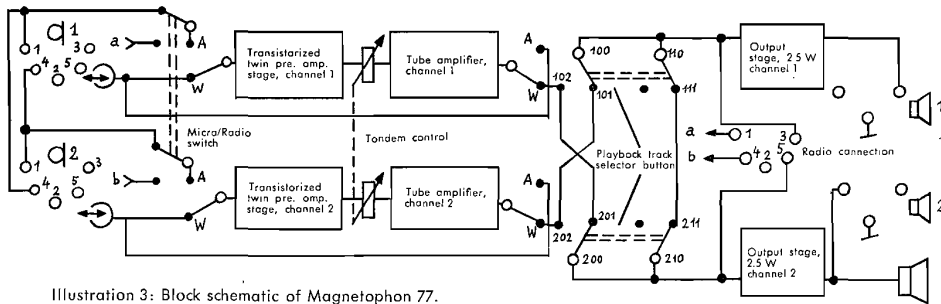 1
1
3
4
2
5
a
A
W
Transistarized
twin pre. amp.
stage, channel 1
Tube amplifier,
channel 1
A
W
102
100
101
110
111
Output
stage, 2.5 W
channel 1
1
Micra/Radio
switch
Tondem control
Playback track
selector button
a
1
3
b
4
2
5
Radio connection
2
1
3
4
2
5
b
A
W
Transistorized
twin pre. amp.
stage, channel 2
Tube amplifier,
channel 2
A
W
202
201
200
211
210
Output stage,
2.5 W
channel 2
2
Illustration 3: Block schematic of Magnetophon 77.